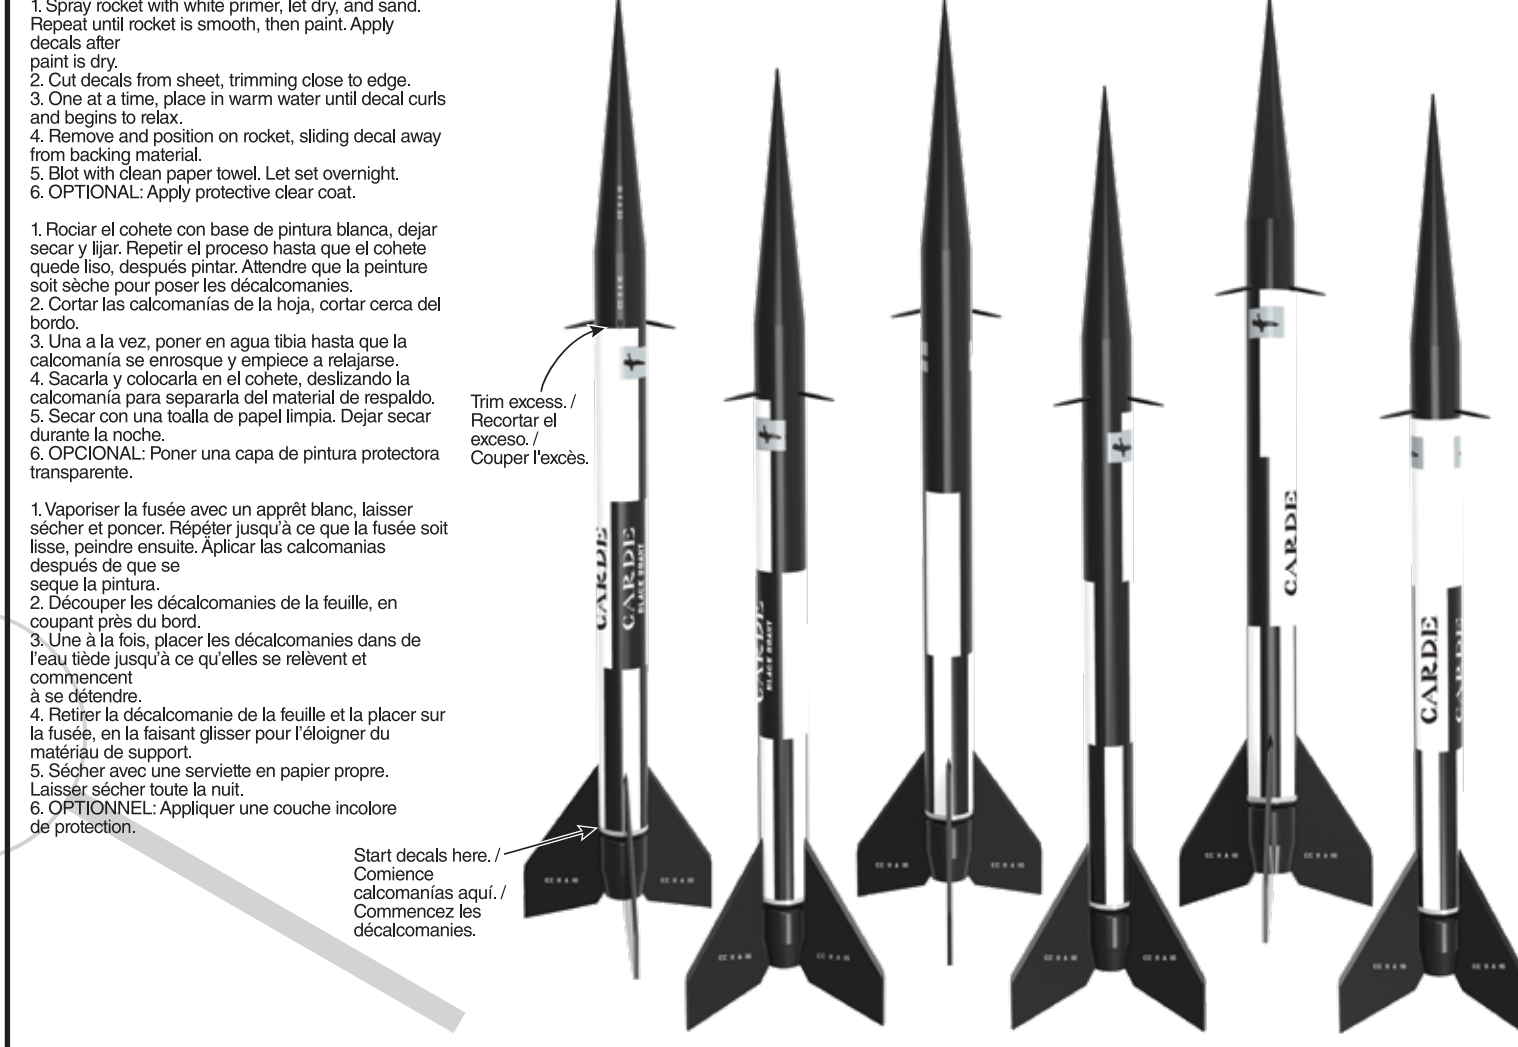 1. Spray rocket with white primer, let dry, and sand.
Repeat until rocket is smooth, then paint. Apply
decals after
paint is dry.
2. Cut decals from sheet, trimming close to edge.
3. One at a time, place in warm water until decal curls
and begins to relax.
4. Remove and position on rocket, sliding decal away
from backing material.
5. Blot with clean paper towel. Let set overnight.
6. OPTIONAL: Apply protective clear coat.
1. Rociar el cohete con base de pintura blanca, dejar
secar y lijar. Repetir el proceso hasta que el cohete
quede liso, después pintar. Attendre que la peinture
soit sèche pour poser les décalcomanies.
2. Cortar las calcomanías de la hoja, cortar cerca del
bordo.
3. Una a la vez, poner en agua tibia hasta que la
calcomanía se enrosque y empiece a relajarse.
4. Sacarla y colocarla en el cohete, deslizando la
calcomanía para separarla del material de respaldo.
5. Secar con una toalla de papel limpia. Dejar secar
durante la noche.
6. OPCIONAL: Poner una capa de pintura protectora
transparente.
1. Vaporiser la fusée avec un apprêt blanc, laisser
sécher et poncer. Répéter jusqu'à ce que la fusée soit
lisse, peindre ensuite. Äplicar las calcomanias
después de que se
seque la pintura.
2. Découper les décalcomanies de la feuille, en
coupant près du bord.
3. Une à la fois, placer les décalcomanies dans de
l'eau tiède jusqu'à ce qu'elles se relèvent et
commencent
à se détendre.
4. Retirer la décalcomanie de la feuille et la placer sur
la fusée, en la faisant glisser pour l'éloigner du
matériau de support.
5. Sécher avec une serviette en papier propre.
Laisser sécher toute la nuit.
6. OPTIONNEL: Appliquer une couche incolore
de protection.
Trim excess. /
Recortar el
exceso. /
Couper l'excès.
Start decals here. /
Comience
calcomanías aquí. /
Commencez les
décalcomanies.
CARDE
CARDE
BLACK BRANT
CARDE
BLACK BRANT
CARDE
CARDE
CARDE